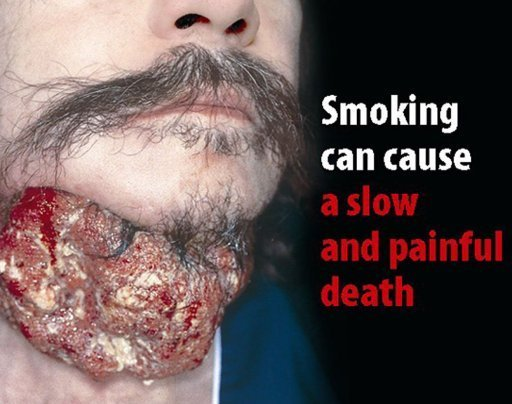 Smoking
can cause
a slow
and painful
death